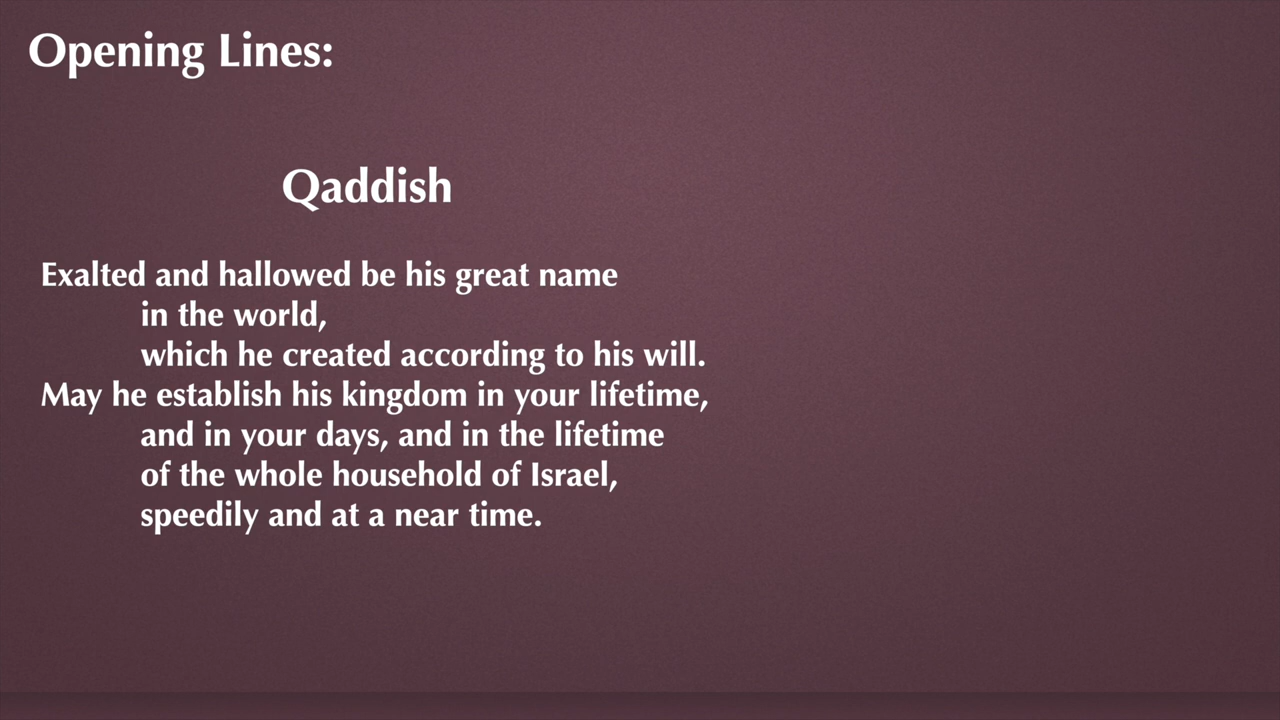 Opening Lines:
Qaddish
Exalted and hallowed be his great name
in the world,
which he created according to his will.
May he establish his kingdom in your lifetime,
and in your days, and in the lifetime
of the whole household of Israel,
speedily and at a near time.